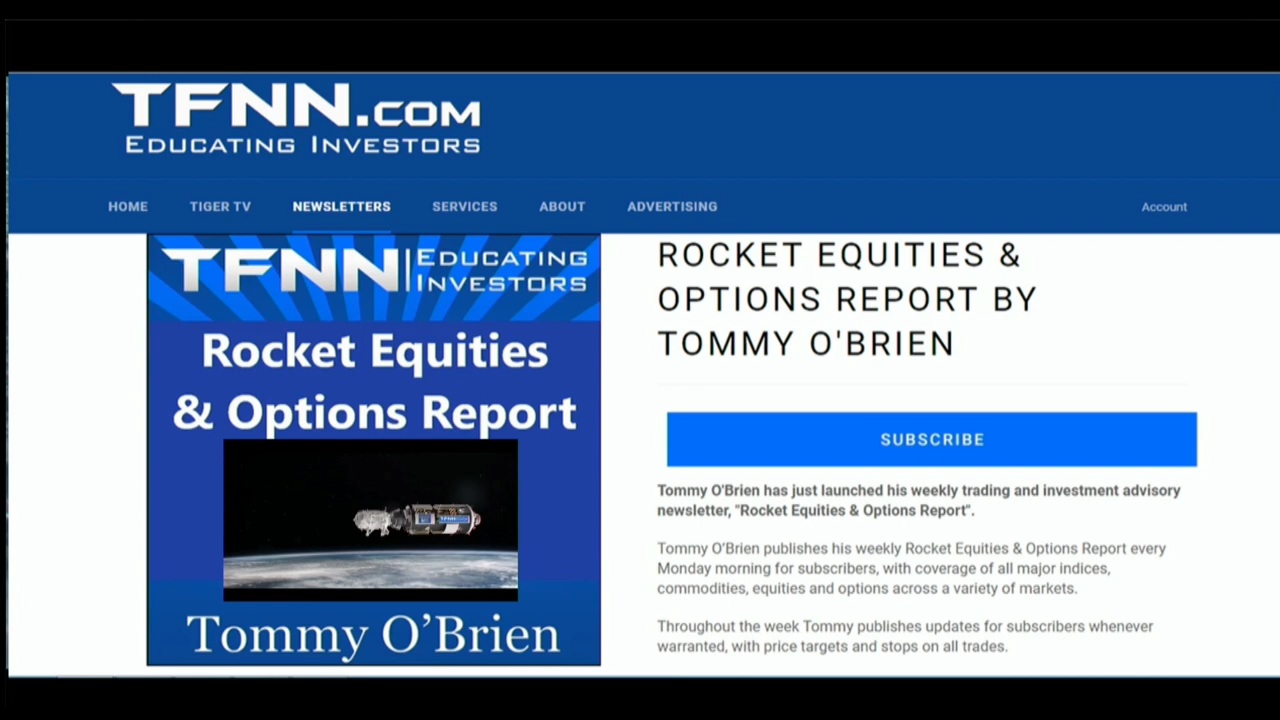 TFNN.COM
EDUCATING INVESTORS
HOME TIGER TV NEWSLETTERS SERVICES ABOUT ADVERTISING Account
TFNN EDUCATING
INVESTORS
Rocket Equities
& Options Report
TFNN
Tommy O’Brien
ROCKET EQUITIES &
OPTIONS REPORT BY
TOMMY O'BRIEN
SUBSCRIBE
Tommy O'Brien has just launched his weekly trading and investment advisory
newsletter, "Rocket Equities & Options Report".
Tommy O’Brien publishes his weekly Rocket Equities & Options Report every
Monday morning for subscribers, with coverage of all major indices,
commodities, equities and options across a variety of markets.
Throughout the week Tommy publishes updates for subscribers whenever
warranted, with price targets and stops on all trades.